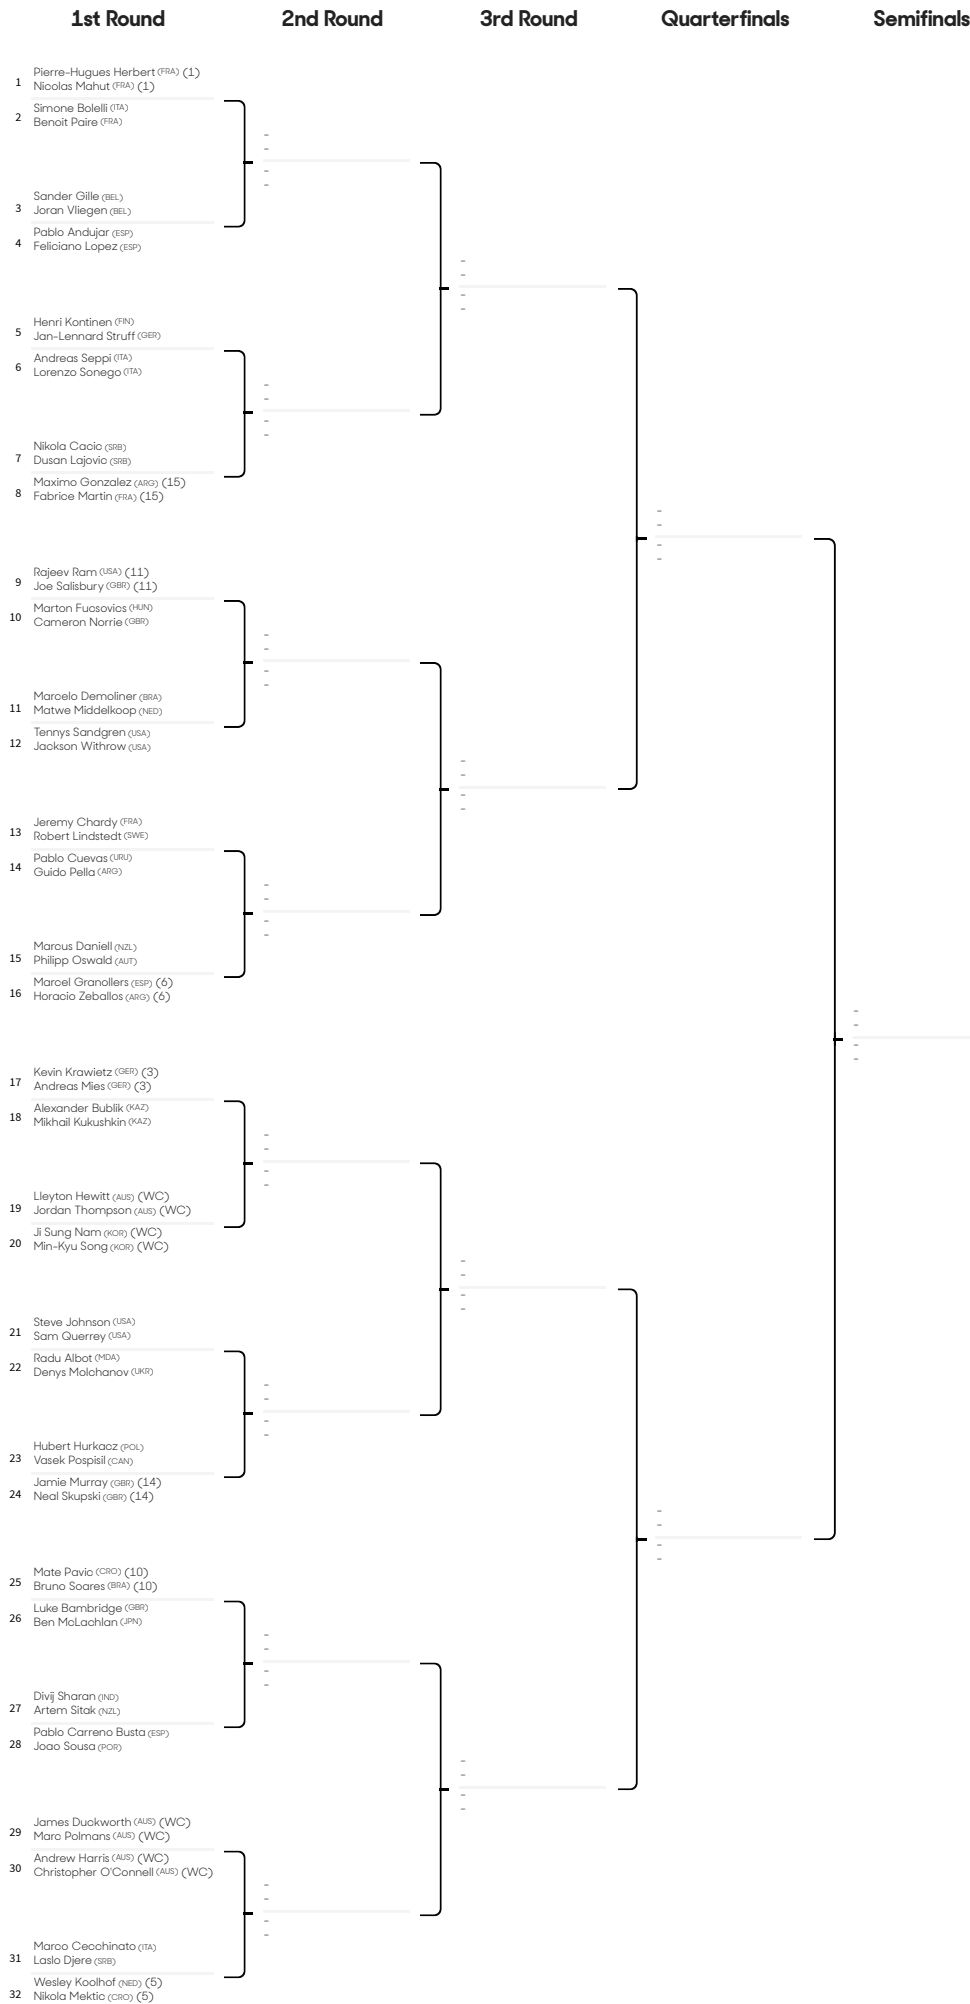 1st Round 2nd Round 3rd Round Quarterfinals Semifinals
Pierre-Hugues Herbert (FRA) (1)
1
Nicolas Mahut (FRA) (1)
Simone Bolelli (ITA)
2
Benoit Paire (FRA)
Sander Gille (BEL)
3
Joran Vliegen (BEL)
Pablo Andujar (ESP)
4
Feliciano Lopez (ESP)
Henri Kontinen (FIN)
5
Jan-Lennard Struff (GER)
Andreas Seppi (ITA)
6
Lorenzo Sonego (ITA)
Nikola Cacic (SRB)
7
Dusan Lajovic (SRB)
Maximo Gonzalez (ARG) (15)
8
Fabrice Martin (FRA) (15)
Rajeev Ram (USA) (11)
9
Joe Salisbury (GBR) (11)
Marton Fucsovics (HUN)
10
Cameron Norrie (GBR)
Marcelo Demoliner (BRA)
11
Matwe Middelkoop (NED)
Tennys Sandgren (USA)
12
Jackson Withrow (USA)
Jeremy Chardy (FRA)
13
Robert Lindstedt (SWE)
Pablo Cuevas (URU)
14
Guido Pella (ARG)
Marcus Daniell (NZL)
15
Philipp Oswald (AUT)
Marcel Granollers (ESP) (6)
16
Horacio Zeballos (ARG) (6)
Kevin Krawietz (GER) (3)
17
Andreas Mies (GER) (3)
Alexander Bublik (KAZ)
18
Mikhail Kukushkin (KAZ)
Lleyton Hewitt (AUS) (WC)
19
Jordan Thompson (AUS) (WC)
Ji Sung Nam (KOR) (WC)
20
Min-Kyu Song (KOR) (WC)
Steve Johnson (USA)
21
Sam Querrey (USA)
Radu Albot (MDA)
22
Denys Molchanov (UKR)
Hubert Hurkacz (POL)
23
Vasek Pospisil (CAN)
Jamie Murray (GBR) (14)
24
Neal Skupski (GBR) (14)
Mate Pavic (CRO) (10)
25
Bruno Soares (BRA) (10)
Luke Bambridge (GBR)
26
Ben McLachlan (JPN)
Divij Sharan (IND)
27
Artem Sitak (NZL)
Pablo Carreno Busta (ESP)
28
Joao Sousa (POR)
James Duckworth (AUS) (WC)
29
Marc Polmans (AUS) (WC)
Andrew Harris (AUS) (WC)
30
Christopher O'Connell (AUS) (WC)
Marco Cecchinato (ITA)
31
Laslo Djere (SRB)
Wesley Koolhof (NED) (5)
32
Nikola Mektic (CRO) (5)